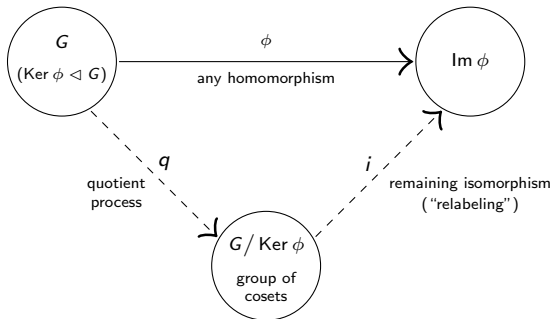 G
(Ker ϕ ◁ G)
ϕ
any homomorphism
Im ϕ
q
quotient
process
i
remaining isomorphism
(“relabeling”)
G/ Ker ϕ
group of
cosets